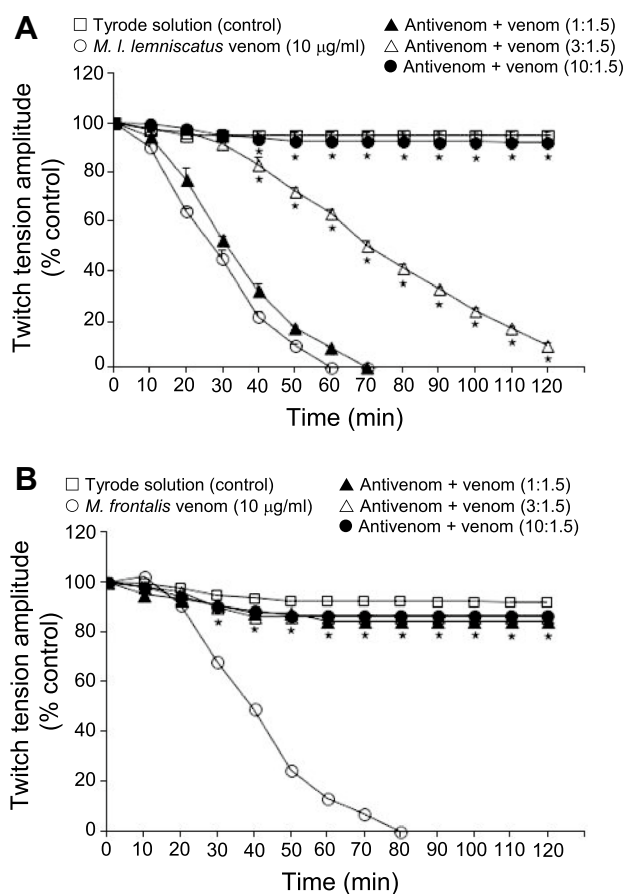 A
Tyrode solution (control)
M. l. lemniscatus venom (10 μg/ml)
Antivenom + venom (1:1.5)
Antivenom + venom (3:1.5)
Antivenom + venom (10:1.5)
Twitch tension amplitude
(% control)
120
100
80
60
40
20
0
0 10 20 30 40 50 60 70 80 90 100 110 120
Time (min)
B
Tyrode solution (control)
M. frontalis venom (10 μg/ml)
Antivenom + venom (1:1.5)
Antivenom + venom (3:1.5)
Antivenom + venom (10:1.5)
Twitch tension amplitude
(% control)
120
100
80
60
40
20
0
0 10 20 30 40 50 60 70 80 90 100 110 120
Time (min)